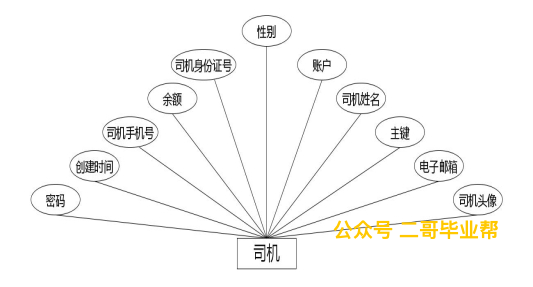 性别
司机身份证号
账户
余额
司机姓名
司机手机号
主键
创建时间
电子邮箱
密码
司机头像
公众号 二哥毕业帮
司机